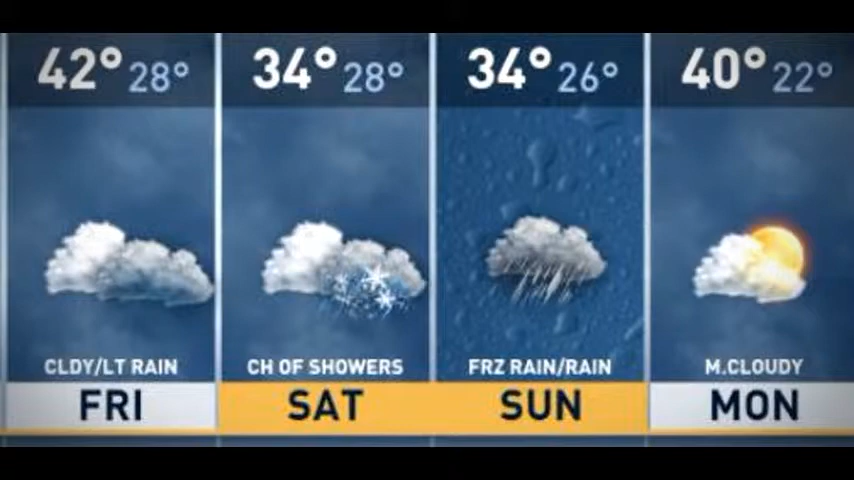 42° 28°
34° 28°
34° 26°
40° 22°
CLDY/LT RAIN
CH OF SHOWERS
FRZ RAIN/RAIN
M.CLOUDY
FRI
SAT
SUN
MON